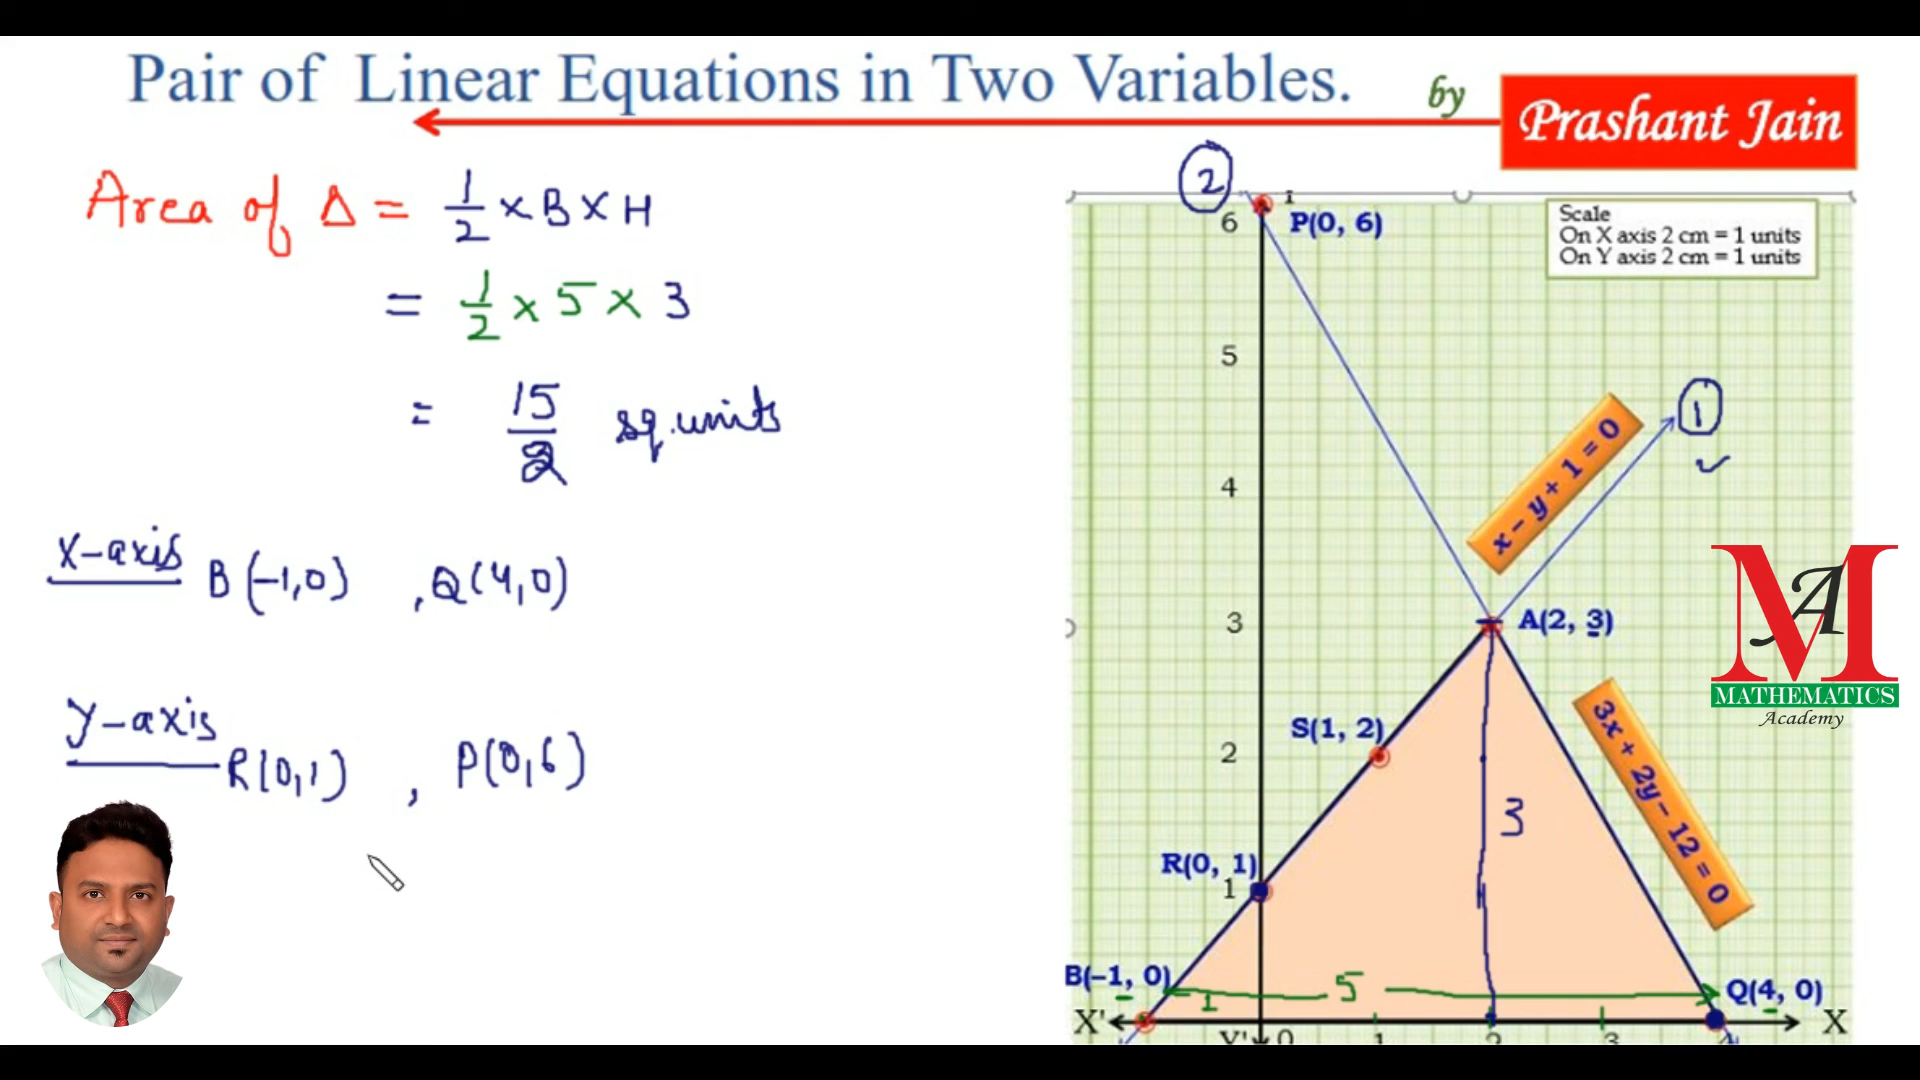 Pair of Linear Equations in Two Variables. by Prashant Jain
Area of Δ = 1/2 × B × H
= 1/2 × 5 × 3
= 15/2 sq. units
x-axis B(-1,0) , Q(4,0)
y-axis R(0,1) , P(0,6)
2
P(0, 6)
Scale
On X axis 2 cm = 1 units
On Y axis 2 cm = 1 units
6
5
4
3
2
1
1
x – y + 1 = 0
A(2, 3)
3x + 2y – 12 = 0
S(1, 2)
3
R(0, 1)
B(–1, 0)
1
5
Q(4, 0)
X'
X
Y'
0 1 2 3 4
MA
MATHEMATICS
Academy